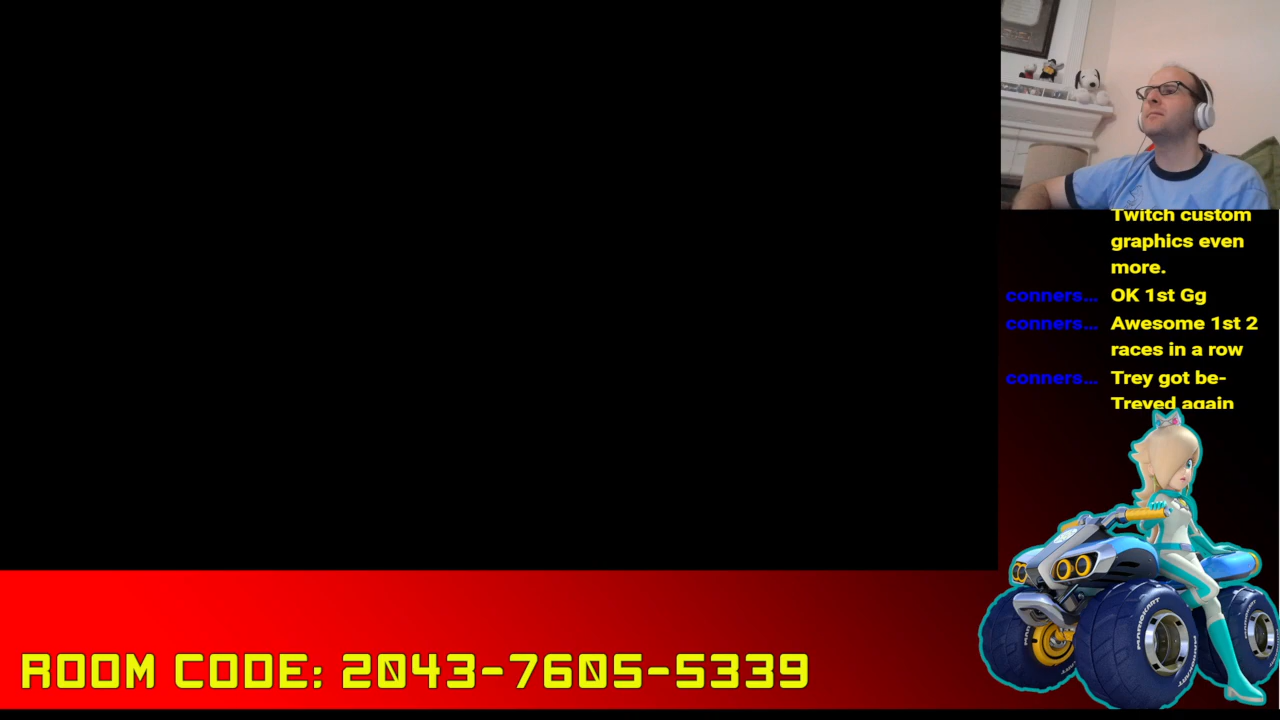 Twitch custom
graphics even
more.
conners... OK 1st Gg
conners... Awesome 1st 2
races in a row
conners... Trey got be-
Treyed again
MARIOKART
ROOM CODE: 2043-7605-5339